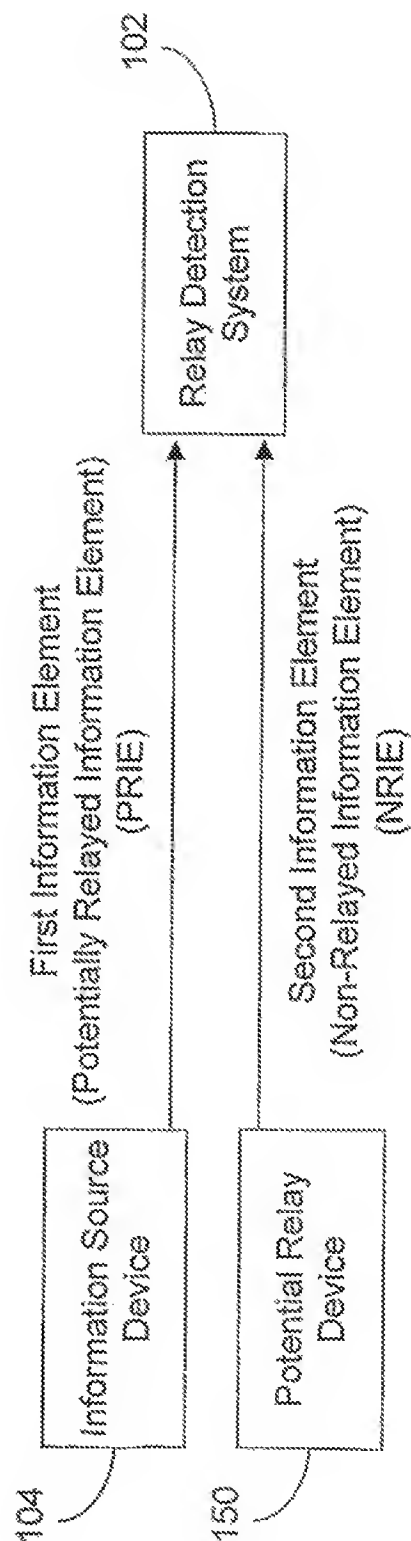 104
Information Source
Device
First Information Element
(Potentially Relayed Information Element)
(PRIE)
Relay Detection
System
102
150
Potential Relay
Device
Second Information Element
(Non-Relayed Information Element)
(NRIE)